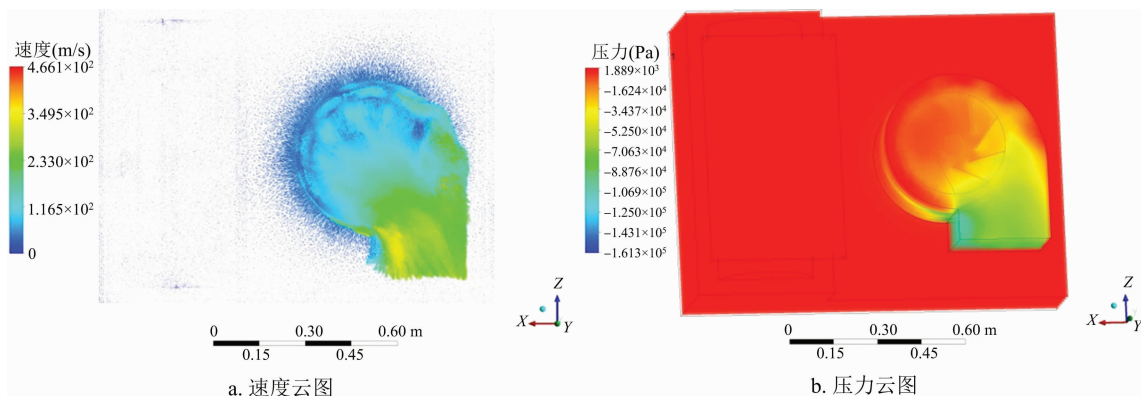 速度(m/s)
4.661×10²
3.495×10²
2.330×10²
1.165×10²
0
Z
X
Y
0 0.30 0.60 m
0.15 0.45
a. 速度云图
压力(Pa)
1.889×10³
−1.624×10⁴
−3.437×10⁴
−5.250×10⁴
−7.063×10⁴
−8.876×10⁴
−1.069×10⁵
−1.250×10⁵
−1.431×10⁵
−1.613×10⁵
Z
X
Y
0 0.30 0.60 m
0.15 0.45
b. 压力云图